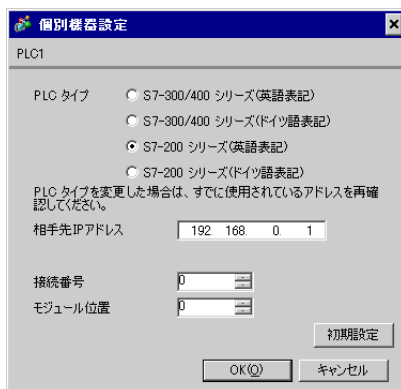 個別機器設定
PLC1
PLC タイプ
S7-300/400 シリーズ(英語表記)
S7-300/400 シリーズ(ドイツ語表記)
S7-200 シリーズ(英語表記)
S7-200 シリーズ(ドイツ語表記)
PLC タイプを変更した場合は、すでに使用されているアドレスを再確
認してください。
相手先IPアドレス 192. 168. 0. 1
接続番号 0
モジュール位置 0
初期設定
OK(O) キャンセル